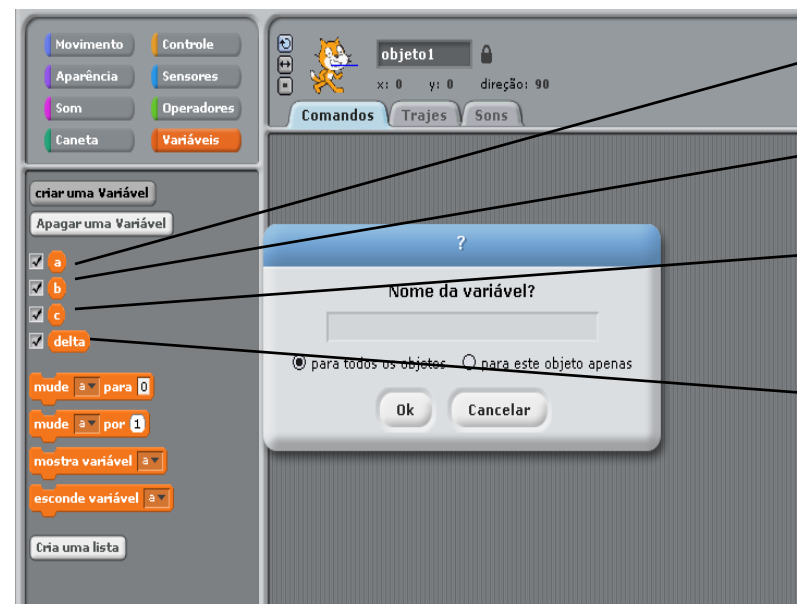 Movimento Controle
Aparência Sensores
Som Operadores
Caneta Variáveis
objeto1
x: 0 y: 0 direção: 90
Comandos Trajes Sons
criar uma Variável
Apagar uma Variável
a
b
c
delta
mude a para 0
mude a por 1
mostra variável a
esconde variável a
Cria uma lista
?
Nome da variável?
para todos os objetos para este objeto apenas
Ok Cancelar